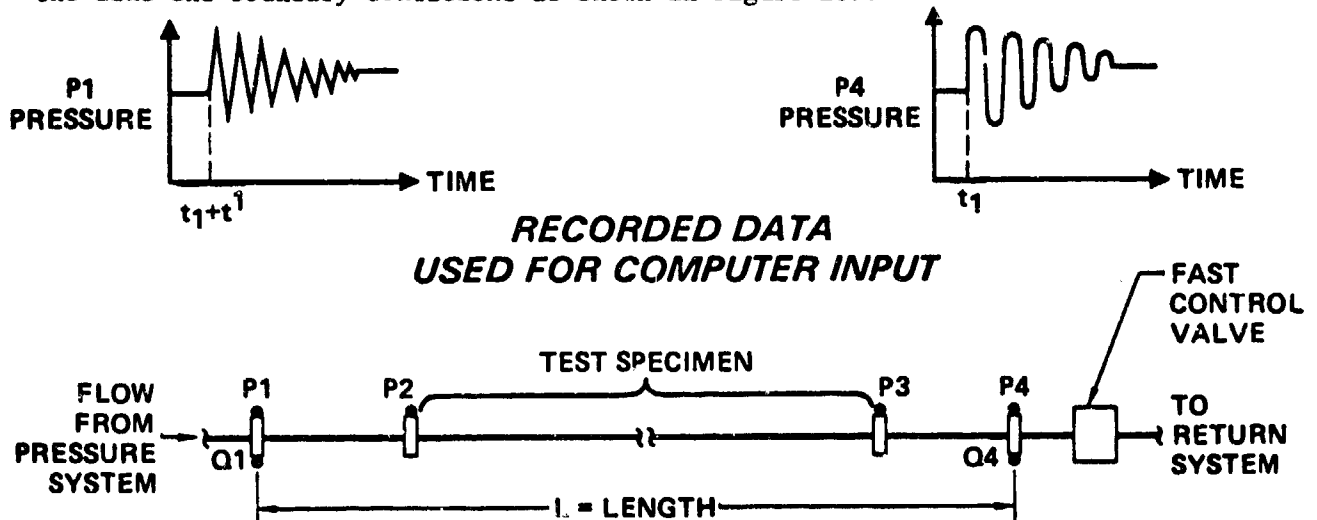 P1
PRESSURE
TIME
t1+t1
P4
PRESSURE
TIME
t1
RECORDED DATA
USED FOR COMPUTER INPUT
FAST
CONTROL
VALVE
TEST SPECIMEN
FLOW
FROM
PRESSURE
SYSTEM
P1
P2
P3
P4
Q1
Q4
TO
RETURN
SYSTEM
L = LENGTH